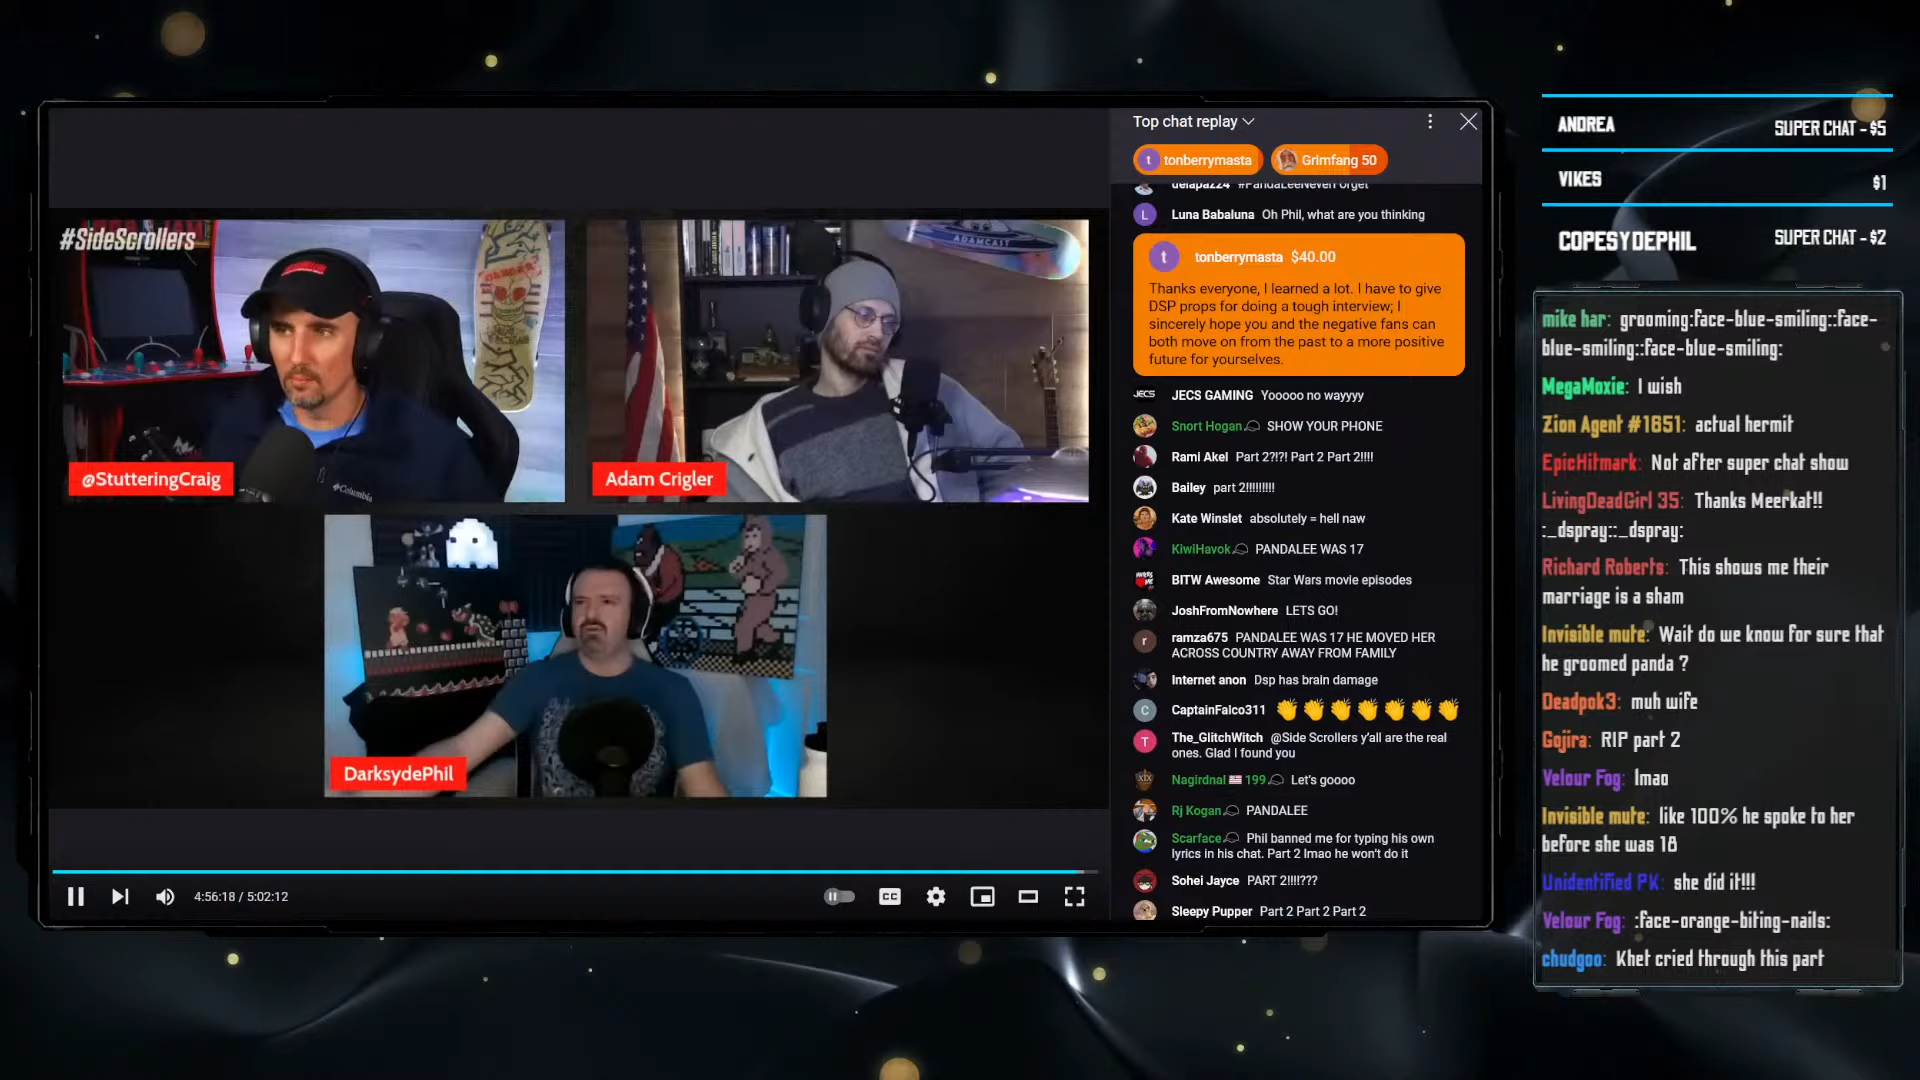 #SideScrollers
@StutteringCraig
Columbia
ADAMCAST
Adam Crigler
DarksydePhil
4:56:18 / 5:02:12
CC
Top chat replay
t tonberrymasta
Grimfang 50
delapaz24 #PandaLeeNeverForget
L Luna Babaluna Oh Phil, what are you thinking
t tonberrymasta $40.00
Thanks everyone, I learned a lot. I have to give
DSP props for doing a tough interview; I
sincerely hope you and the negative fans can
both move on from the past to a more positive
future for yourselves.
JECS JECS GAMING Yooooo no wayyyy
Snort Hogan SHOW YOUR PHONE
Rami Akel Part 2?!?! Part 2 Part 2!!!!
Bailey part 2!!!!!!!!!
Kate Winslet absolutely = hell naw
KiwiHavok PANDALEE WAS 17
BITW Awesome Star Wars movie episodes
JoshFromNowhere LETS GO!
r ramza675 PANDALEE WAS 17 HE MOVED HER
ACROSS COUNTRY AWAY FROM FAMILY
Internet anon Dsp has brain damage
C CaptainFalco311 👏👏👏👏👏👏👏
T The_GlitchWitch @Side Scrollers y'all are the real
ones. Glad I found you
Nagirdnal 🇺🇸 199 Let's goooo
Rj Kogan PANDALEE
Scarface Phil banned me for typing his own
lyrics in his chat. Part 2 lmao he won't do it
Sohei Jayce PART 2!!!!???
Sleepy Pupper Part 2 Part 2 Part 2
ANDREA SUPER CHAT - $5
VIKES $1
COPESYDEPHIL SUPER CHAT - $2
mike har: grooming:face-blue-smiling::face-
blue-smiling::face-blue-smiling:
MegaMoxie: I wish
Zion Agent #1651: actual hermit
EpicHitmark: Not after super chat show
LivingDeadGirl 35: Thanks Meerkat!!
:_dspray::_dspray:
Richard Roberts: This shows me their
marriage is a sham
Invisible mute: Wait do we know for sure that
he groomed panda ?
Deadpok3: muh wife
Gojira: RIP part 2
Velour Fog: lmao
Invisible mute: like 100% he spoke to her
before she was 18
Unidentified PK: she did it!!!
Velour Fog: :face-orange-biting-nails:
chudgoo: Khet cried through this part